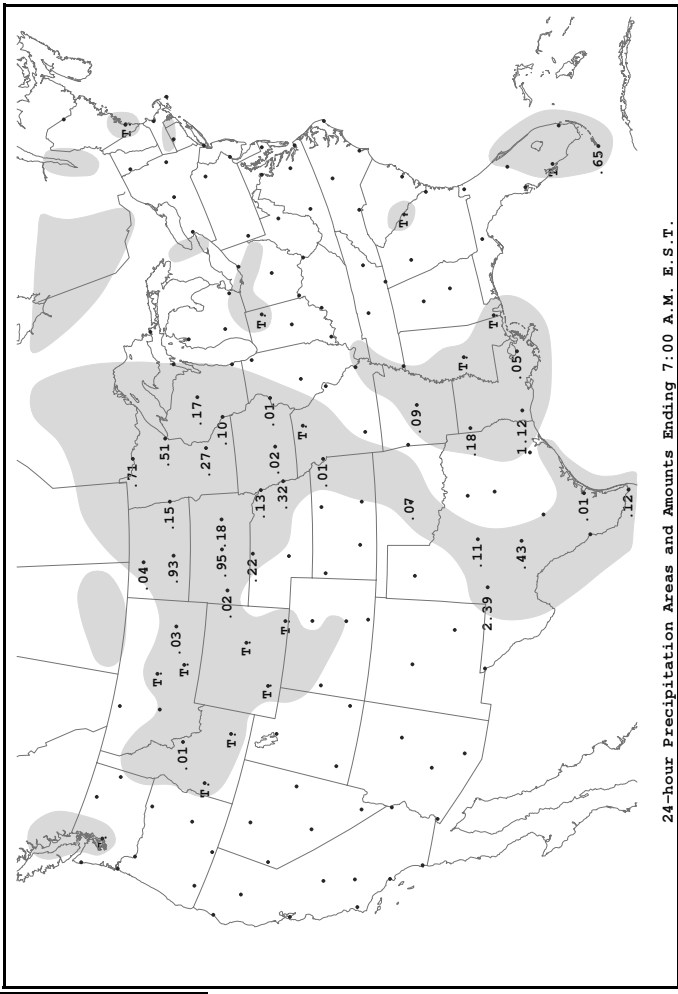 T
T
.71
.04
T
.51
.15
.93
.03
.01
T
.17
T
.27
.95 .18
.10
.02
T
T
.22
.13
T
T
.01
.02
.32
T
T
.01
T
.07
.09
T
.18
.11
2.39
T
.05
.43
1.12
T
.01
.65
.12
24-hour Precipitation Areas and Amounts Ending 7:00 A.M. E.S.T.